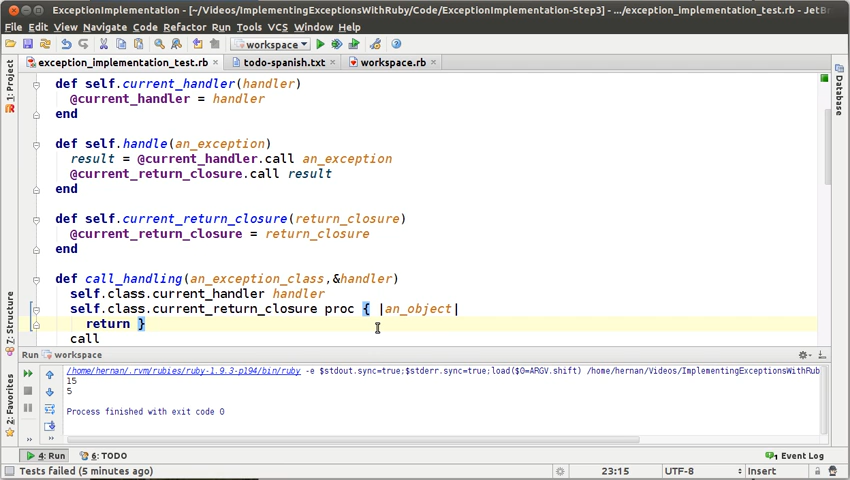 ExceptionImplementation - [~/Videos/ImplementingExceptionsWithRuby/Code/ExceptionImplementation-Step3] - .../exception_implementation_test.rb - JetBr
File Edit View Navigate Code Refactor Run Tools VCS Window Help
workspace
exception_implementation_test.rb todo-spanish.txt workspace.rb
1: Project
Database
def self.current_handler(handler)
@current_handler = handler
end
def self.handle(an_exception)
result = @current_handler.call an_exception
@current_return_closure.call result
end
def self.current_return_closure(return_closure)
@current_return_closure = return_closure
end
def call_handling(an_exception_class,&handler)
self.class.current_handler handler
self.class.current_return_closure proc { |an_object|
return }
call
Structure
2: Favorites
Run workspace
/home/hernan/.rvm/rubies/ruby-1.9.3-p194/bin/ruby -e $stdout.sync=true;$stderr.sync=true;load($0=ARGV.shift) /home/hernan/Videos/ImplementingExceptionsWithRub
15
5
Process finished with exit code 0
4: Run 6: TODO 1 Event Log
Tests failed (5 minutes ago) 23:15 UTF-8 Insert